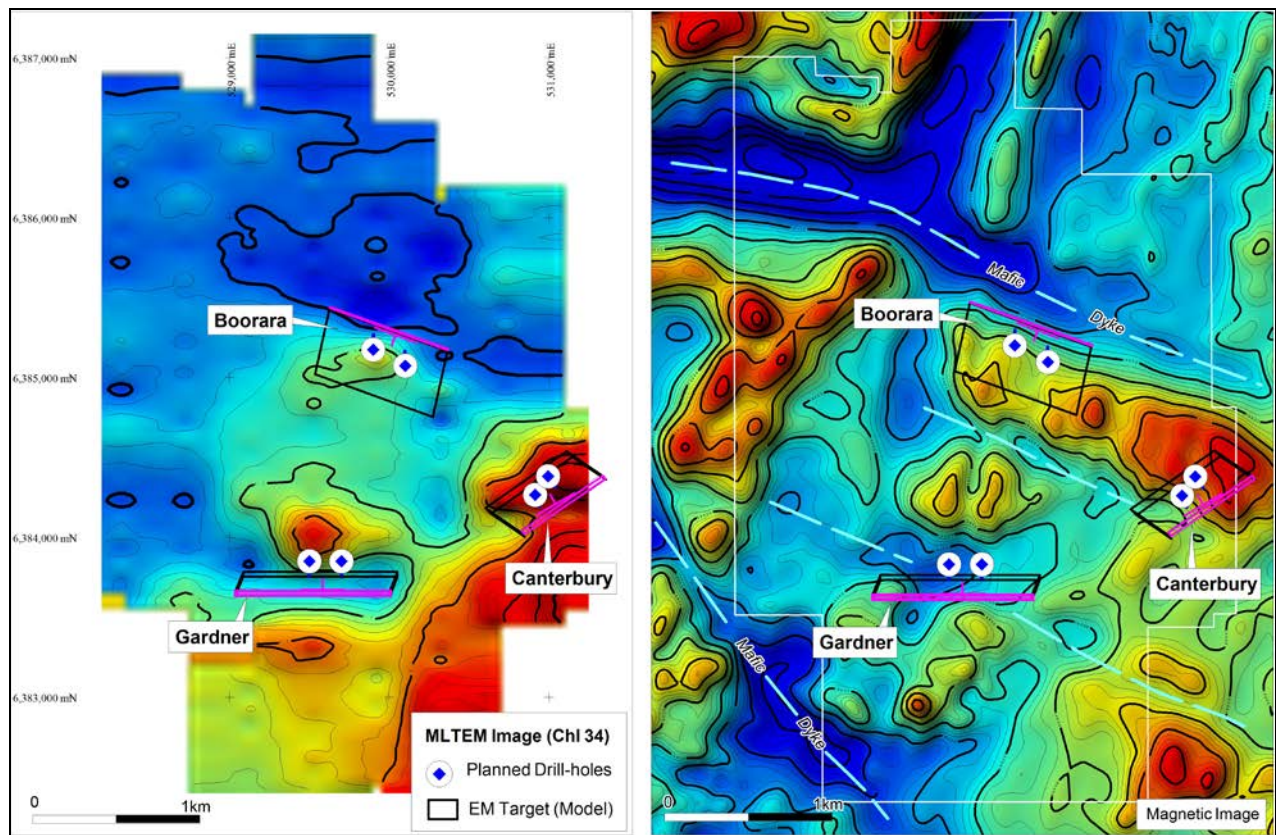 6,387,000 mN
529,000 mE
530,000 mE
531,000 mE
6,386,000 mN
Boorara
6,385,000 mN
6,384,000 mN
Canterbury
Gardner
6,383,000 mN
MLTEM Image (Chl 34)
Planned Drill-holes
EM Target (Model)
0
1km
Mafic
Dyke
Boorara
Canterbury
Gardner
Mafic
Dyke
0
1km
Magnetic Image